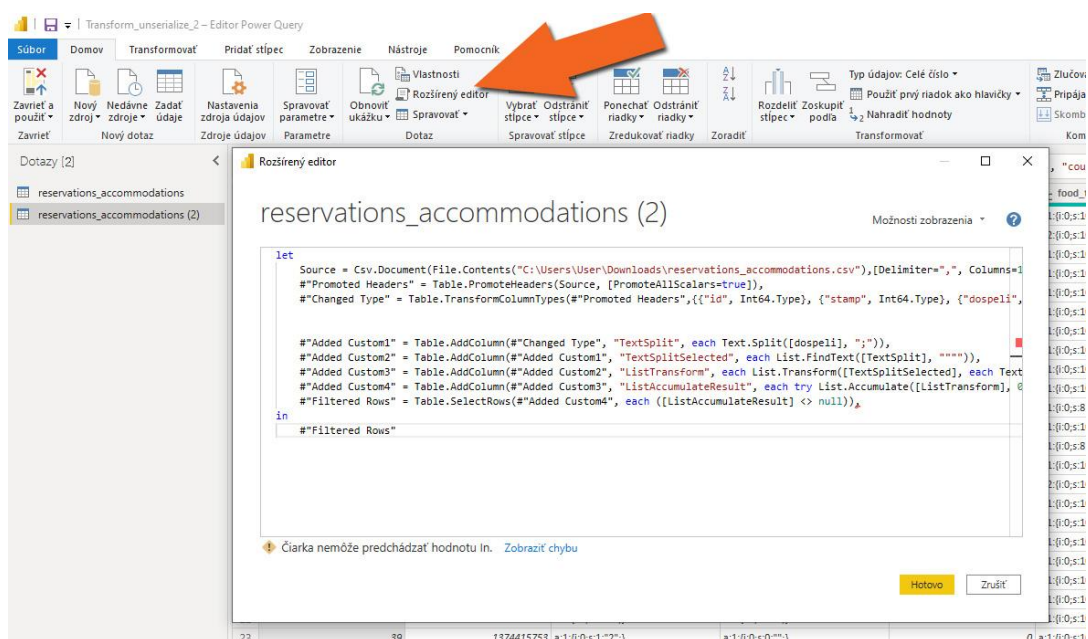 Transform_unserialize_2 – Editor Power Query
Súbor Domov Transformovať Pridať stĺpec Zobrazenie Nástroje Pomocník
Zavrieť a použiť
Nový zdroj
Nedávne zdroje
Zadať údaje
Nastavenia zdroja údajov
Spravovať parametre
Obnoviť ukážku
Vlastnosti
Rozšírený editor
Spravovať
Vybrať stĺpce
Odstrániť stĺpce
Ponechať riadky
Odstrániť riadky
Rozdeliť stĺpec
Zoskupiť podľa
Typ údajov: Celé číslo
Použiť prvý riadok ako hlavičky
Nahradiť hodnoty
Zavrieť Nový dotaz Zdroje údajov Parametre Dotaz Spravovať stĺpce Zredukovať riadky Zoradiť Transformovať
Dotazy [2]
reservations_accommodations
reservations_accommodations (2)
Rozšírený editor
reservations_accommodations (2)
Možnosti zobrazenia
let
Source = Csv.Document(File.Contents("C:\Users\User\Downloads\reservations_accommodations.csv"),[Delimiter=",", Columns=1
#"Promoted Headers" = Table.PromoteHeaders(Source, [PromoteAllScalars=true]),
#"Changed Type" = Table.TransformColumnTypes(#"Promoted Headers",{{"id", Int64.Type}, {"stamp", Int64.Type}, {"dospeli",
#"Added Custom1" = Table.AddColumn(#"Changed Type", "TextSplit", each Text.Split([dospeli], ";")),
#"Added Custom2" = Table.AddColumn(#"Added Custom1", "TextSplitSelected", each List.FindText([TextSplit], """")),
#"Added Custom3" = Table.AddColumn(#"Added Custom2", "ListTransform", each List.Transform([TextSplitSelected], each Text
#"Added Custom4" = Table.AddColumn(#"Added Custom3", "ListAccumulateResult", each try List.Accumulate([ListTransform], 0
#"Filtered Rows" = Table.SelectRows(#"Added Custom4", each ([ListAccumulateResult] <> null)),
in
#"Filtered Rows"
Čiarka nemôže predchádzať hodnotu In. Zobraziť chybu
Hotovo Zrušiť